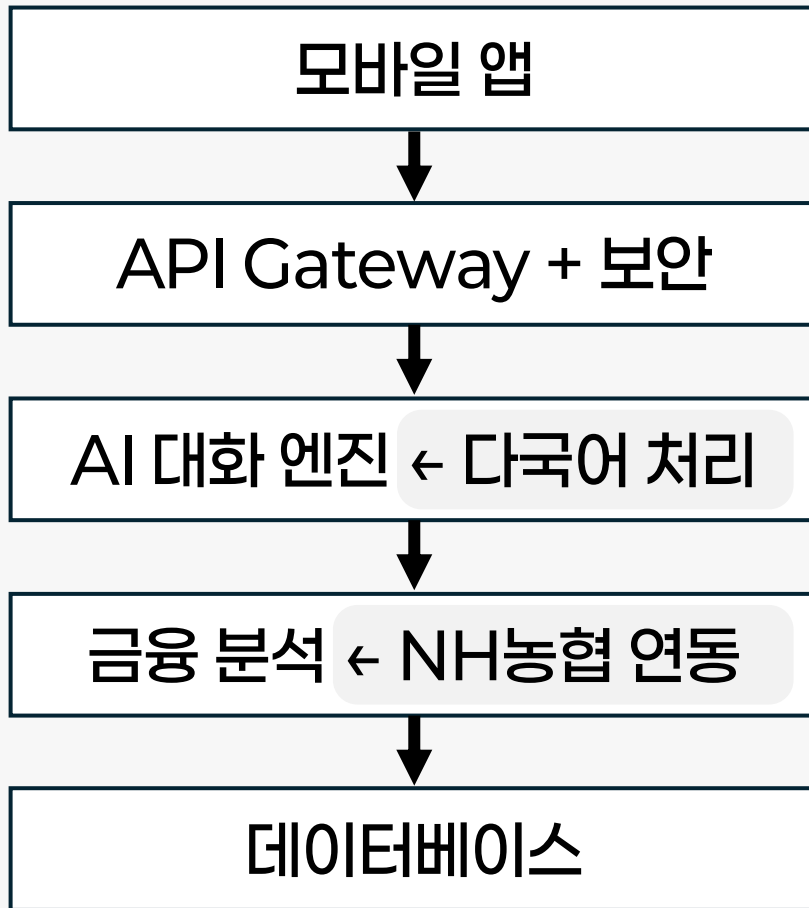 모바일 앱
API Gateway + 보안
AI 대화 엔진 ← 다국어 처리
금융 분석 ← NH농협 연동
데이터베이스